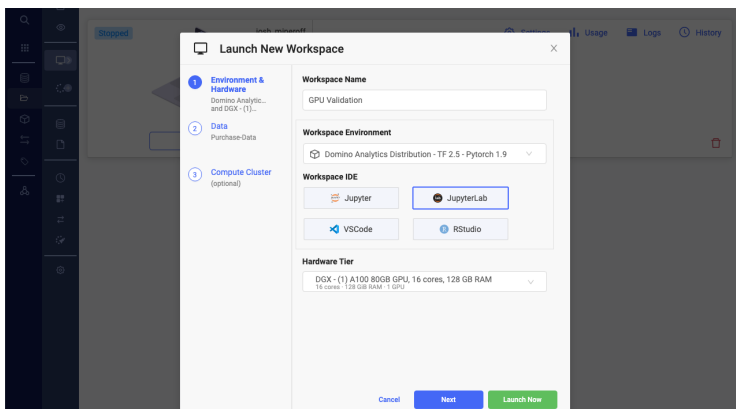 Stopped
Settings
Usage
Logs
History
Launch New Workspace
1
Environment &
Hardware
Domino Analytic...
and DGX - (1)...
2
Data
Purchase-Data
3
Compute Cluster
(optional)
Workspace Name
GPU Validation
Workspace Environment
Domino Analytics Distribution - TF 2.5 - Pytorch 1.9
Workspace IDE
Jupyter
JupyterLab
VSCode
R RStudio
Hardware Tier
DGX - (1) A100 80GB GPU, 16 cores, 128 GB RAM
16 cores · 128 GiB RAM · 1 GPU
Cancel
Next
Launch Now